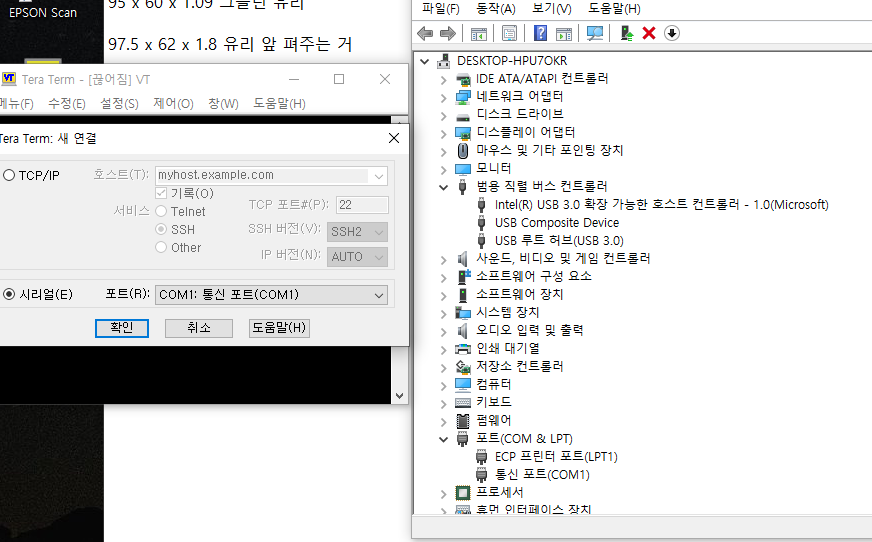 EPSON Scan
95 x 60 x 1.09 그을린 유리
97.5 x 62 x 1.8 유리 앞 펴주는 거
Tera Term - [끊어짐] VT
메뉴(F) 수정(E) 설정(S) 제어(O) 창(W) 도움말(H)
Tera Term: 새 연결
TCP/IP
호스트(T): myhost.example.com
기록(O)
서비스 Telnet TCP 포트#(P): 22
SSH SSH 버전(V): SSH2
Other IP 버전(N): AUTO
시리얼(E) 포트(R): COM1: 통신 포트(COM1)
확인 취소 도움말(H)
파일(F) 동작(A) 보기(V) 도움말(H)
DESKTOP-HPU7OKR
IDE ATA/ATAPI 컨트롤러
네트워크 어댑터
디스크 드라이브
디스플레이 어댑터
마우스 및 기타 포인팅 장치
모니터
범용 직렬 버스 컨트롤러
Intel(R) USB 3.0 확장 가능한 호스트 컨트롤러 - 1.0(Microsoft)
USB Composite Device
USB 루트 허브(USB 3.0)
사운드, 비디오 및 게임 컨트롤러
소프트웨어 구성 요소
소프트웨어 장치
시스템 장치
오디오 입력 및 출력
인쇄 대기열
저장소 컨트롤러
컴퓨터
키보드
펌웨어
포트(COM & LPT)
ECP 프린터 포트(LPT1)
통신 포트(COM1)
프로세서
휴먼 인터페이스 장치